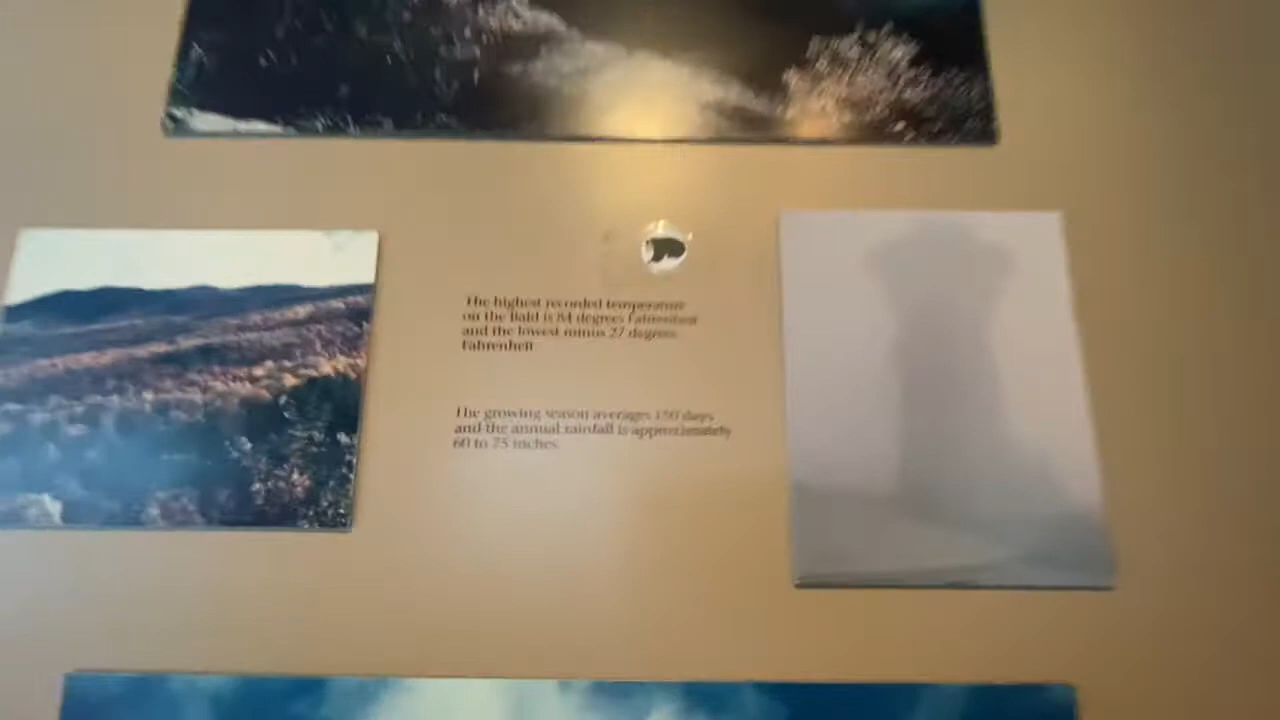 The highest recorded temperature
on the Bald is 84 degrees Fahrenheit
and the lowest minus 27 degrees
Fahrenheit
The growing season averages 150 days
and the annual rainfall is approximately
60 to 75 inches.